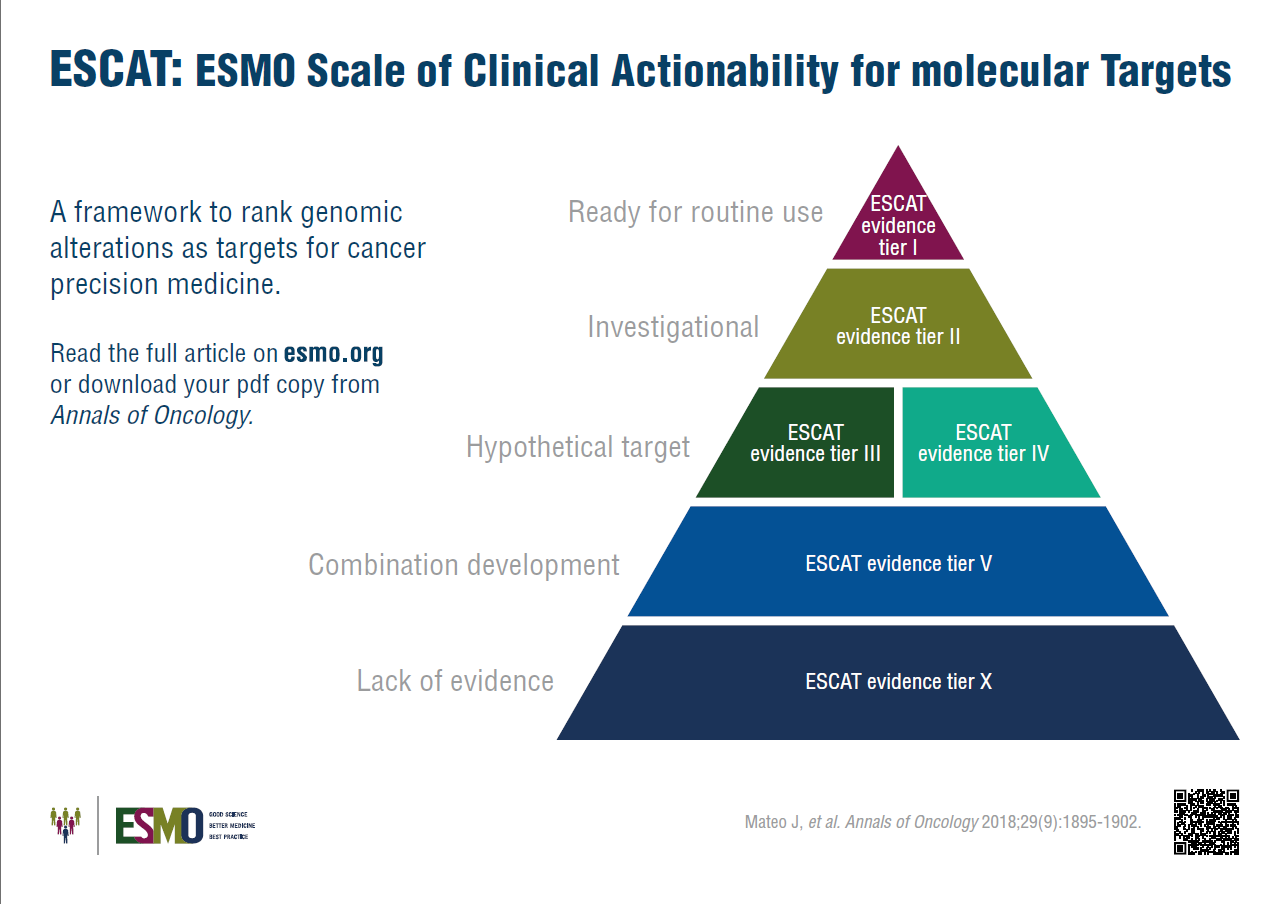 ESCAT: ESMO Scale of Clinical Actionability for molecular Targets
A framework to rank genomic
alterations as targets for cancer
precision medicine.
Read the full article on esmo.org
or download your pdf copy from
Annals of Oncology.
Ready for routine use
ESCAT
evidence
tier I
Investigational
ESCAT
evidence tier II
Hypothetical target
ESCAT
evidence tier III
ESCAT
evidence tier IV
Combination development
ESCAT evidence tier V
Lack of evidence
ESCAT evidence tier X
ESMO
GOOD SCIENCE
BETTER MEDICINE
BEST PRACTICE
Mateo J, et al. Annals of Oncology 2018;29(9):1895-1902.